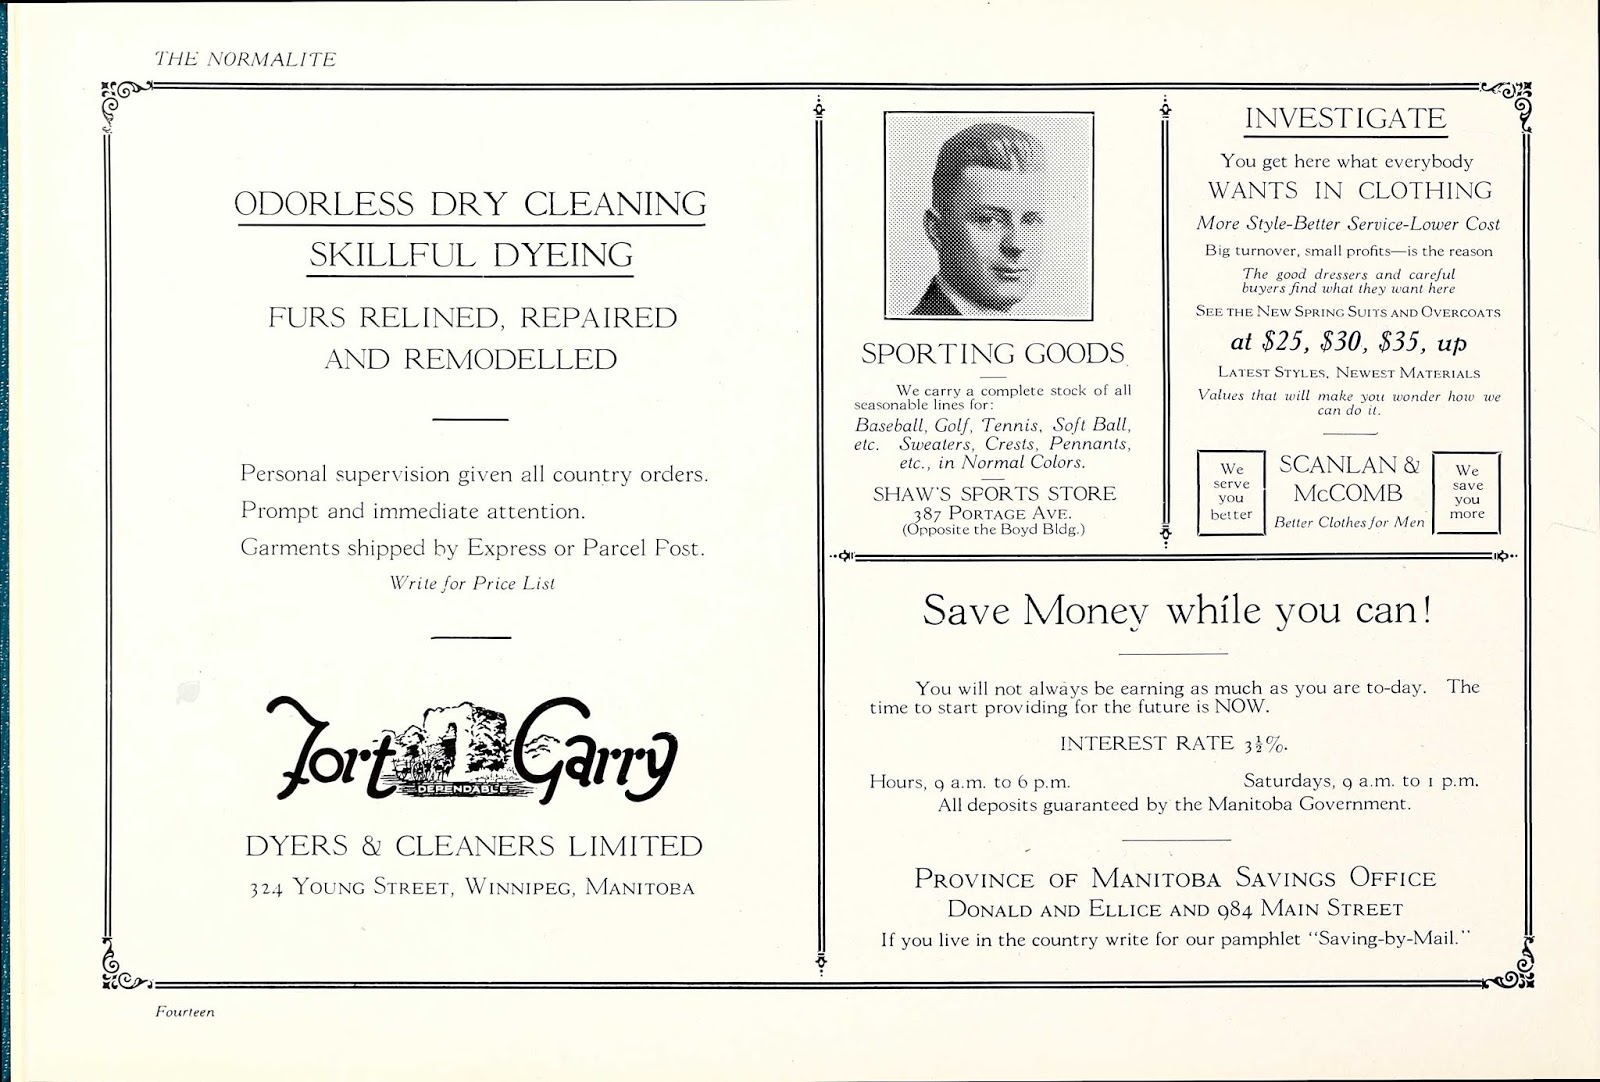 THE NORMALITE
ODORLESS DRY CLEANING
SKILLFUL DYEING
FURS RELINED, REPAIRED
AND REMODELLED
Personal supervision given all country orders.
Prompt and immediate attention.
Garments shipped by Express or Parcel Post.
Write for Price List
Fort Garry
DEPENDABLE
DYERS & CLEANERS LIMITED
324 YOUNG STREET, WINNIPEG, MANITOBA
SPORTING GOODS
We carry a complete stock of all
seasonable lines for:
Baseball, Golf, Tennis, Soft Ball,
etc. Sweaters, Crests, Pennants,
etc., in Normal Colors.
SHAW'S SPORTS STORE
387 PORTAGE AVE.
(Opposite the Boyd Bldg.)
INVESTIGATE
You get here what everybody
WANTS IN CLOTHING
More Style-Better Service-Lower Cost
Big turnover, small profits—is the reason
The good dressers and careful
buyers find what they want here
SEE THE NEW SPRING SUITS AND OVERCOATS
at $25, $30, $35, up
LATEST STYLES, NEWEST MATERIALS
Values that will make you wonder how we
can do it.
We
serve
you
better
SCANLAN &
McCOMB
Better Clothes for Men
We
save
you
more
Save Money while you can!
You will not always be earning as much as you are to-day. The
time to start providing for the future is NOW.
INTEREST RATE 3½%.
Hours, 9 a.m. to 6 p.m. Saturdays, 9 a.m. to 1 p.m.
All deposits guaranteed by the Manitoba Government.
PROVINCE OF MANITOBA SAVINGS OFFICE
DONALD AND ELLICE AND 984 MAIN STREET
If you live in the country write for our pamphlet "Saving-by-Mail."
Fourteen